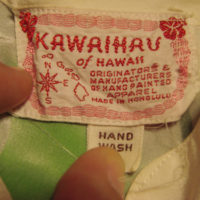 KAWAIHAU
of HAWAII
ORIGINATORS &
MANUFACTURERS
OF HAND PAINTED
APPAREL
MADE IN HONOLULU
N
E
S
HAND
WASH